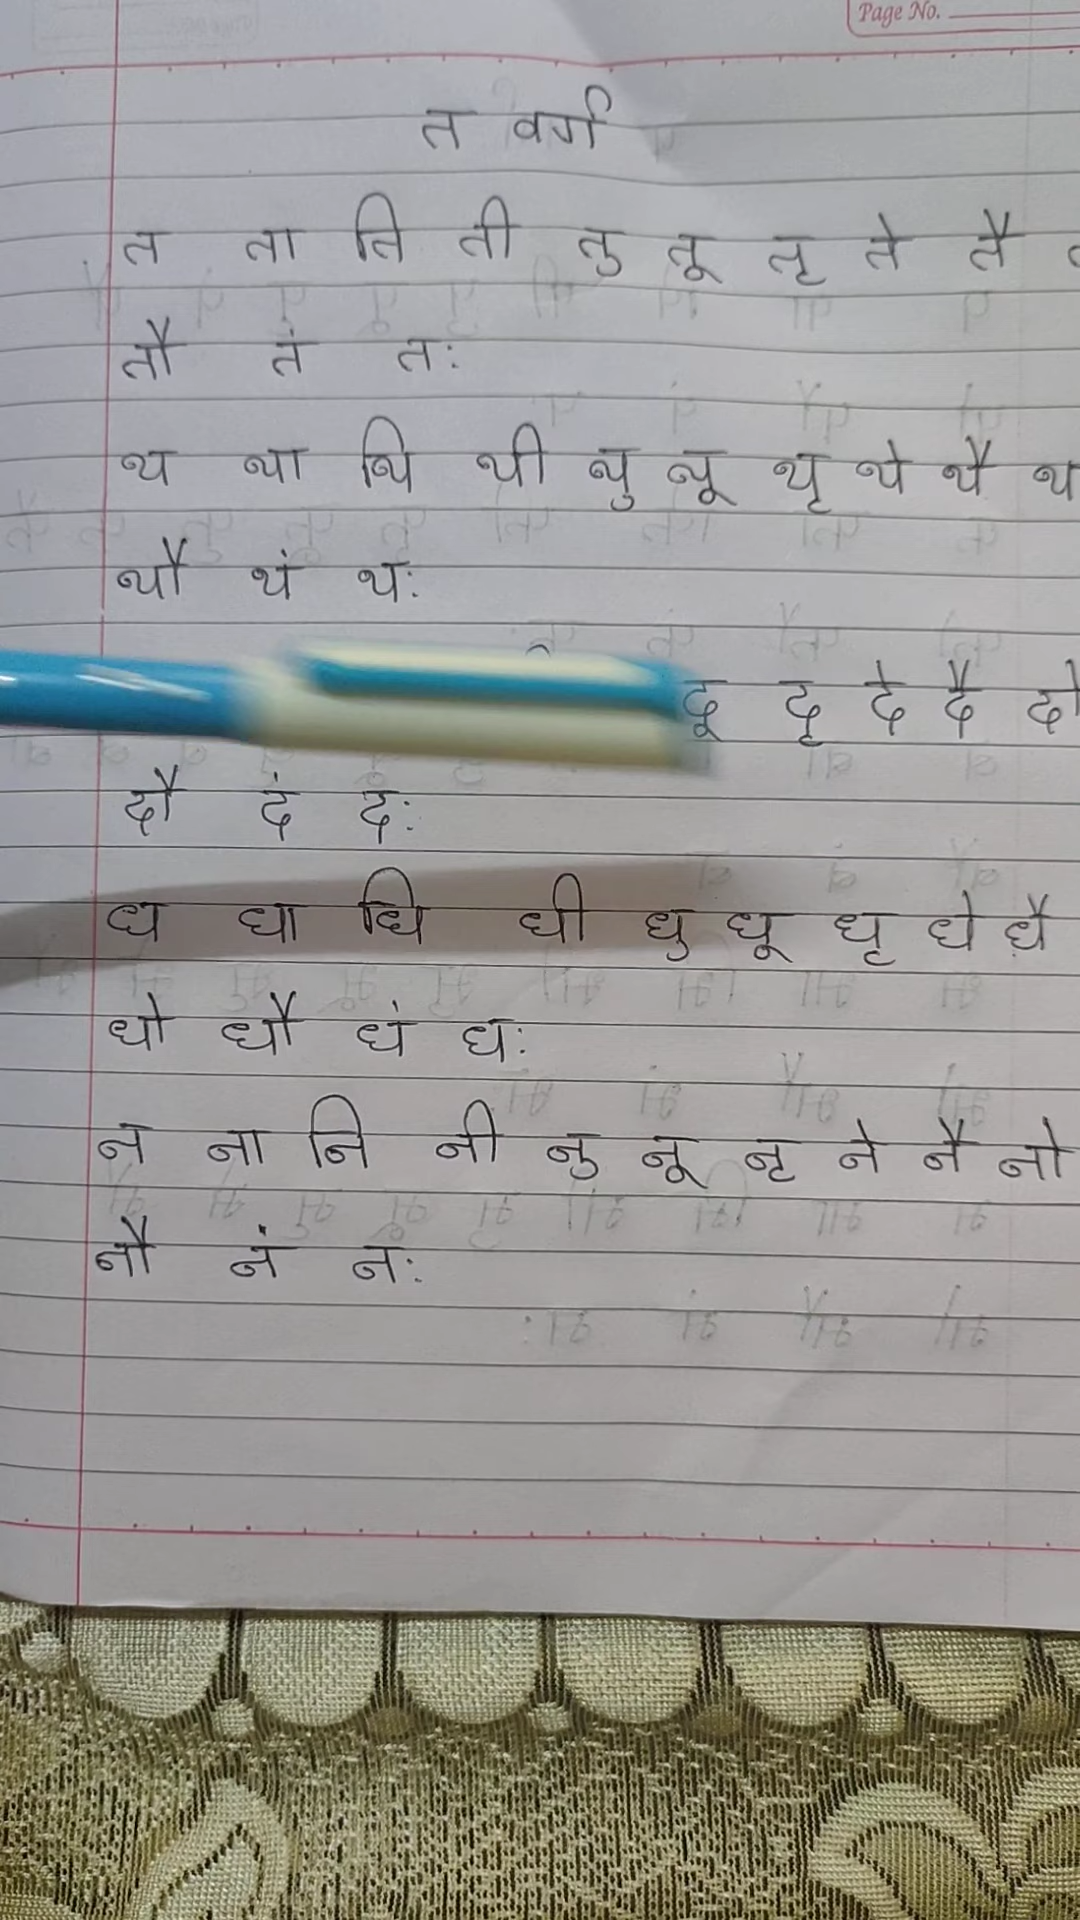 Page No.
त वर्ग
त ता ति ती तु तू तृ ते तै
तौ तं तः
थ था थि थी थु थू थृ थे थै थ
थौ थं थः
दू दृ दे दै दो
दौ दं दः
ध धा धि धी धु धू धृ धे धै
धो धौ धं धः
न ना नि नी नु नू नृ ने नै नो
नौ नं नः